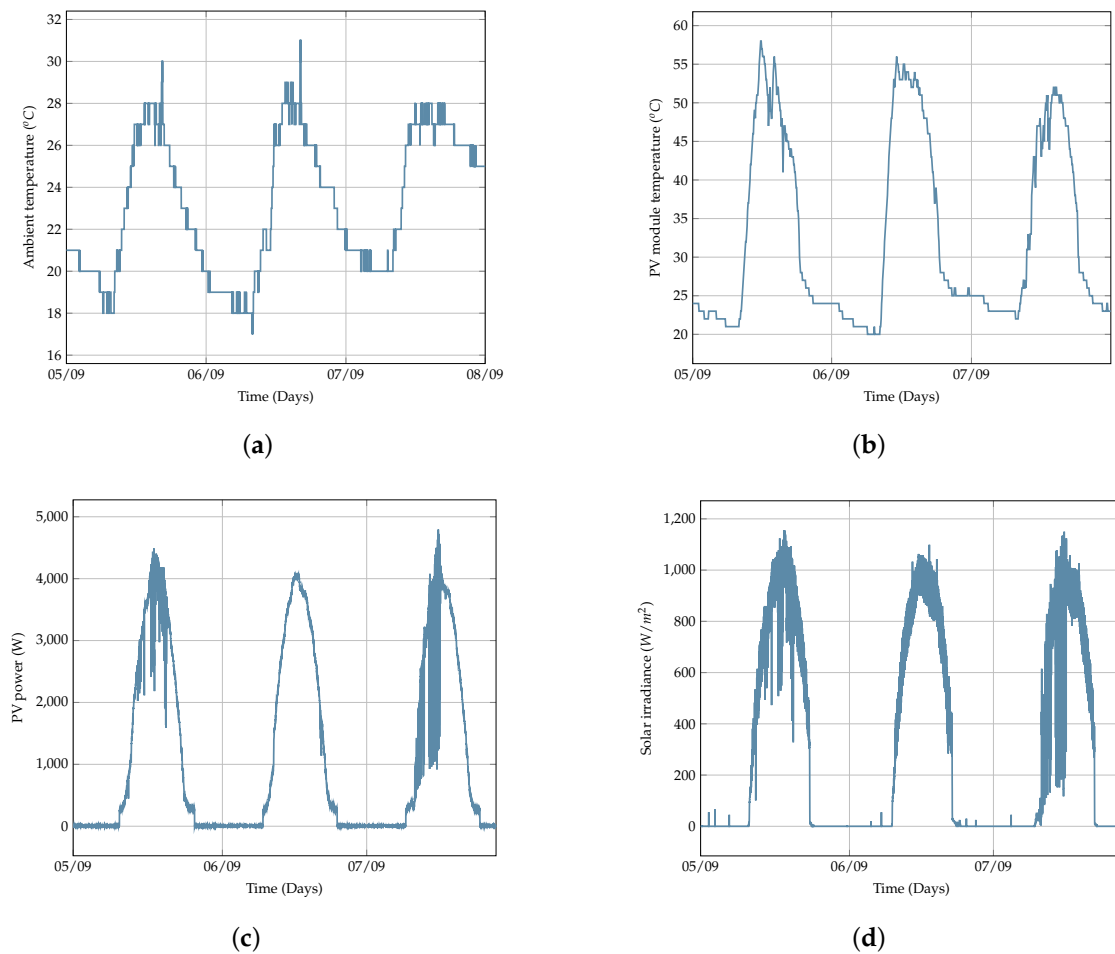 32
30
28
26
24
22
20
18
16
Ambient temperature (°C)
05/09 06/09 07/09 08/09
Time (Days)
(a)
60
55
50
45
40
35
30
25
20
PV module temperature (°C)
05/09 06/09 07/09
Time (Days)
(b)
5,000
4,000
3,000
2,000
1,000
0
PV power (W)
05/09 06/09 07/09
Time (Days)
(c)
1,200
1,000
800
600
400
200
0
Solar irradiance (W/m²)
05/09 06/09 07/09
Time (Days)
(d)